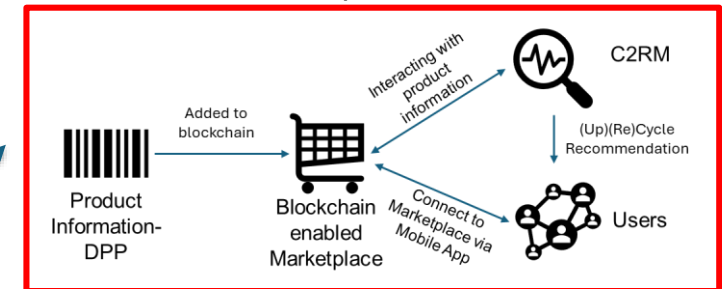 Added to
blockchain
Product
Information-
DPP
Blockchain
enabled
Marketplace
Interacting with
product
information
C2RM
(Up)(Re)Cycle
Recommendation
Connect to
Marketplace via
Mobile App
Users